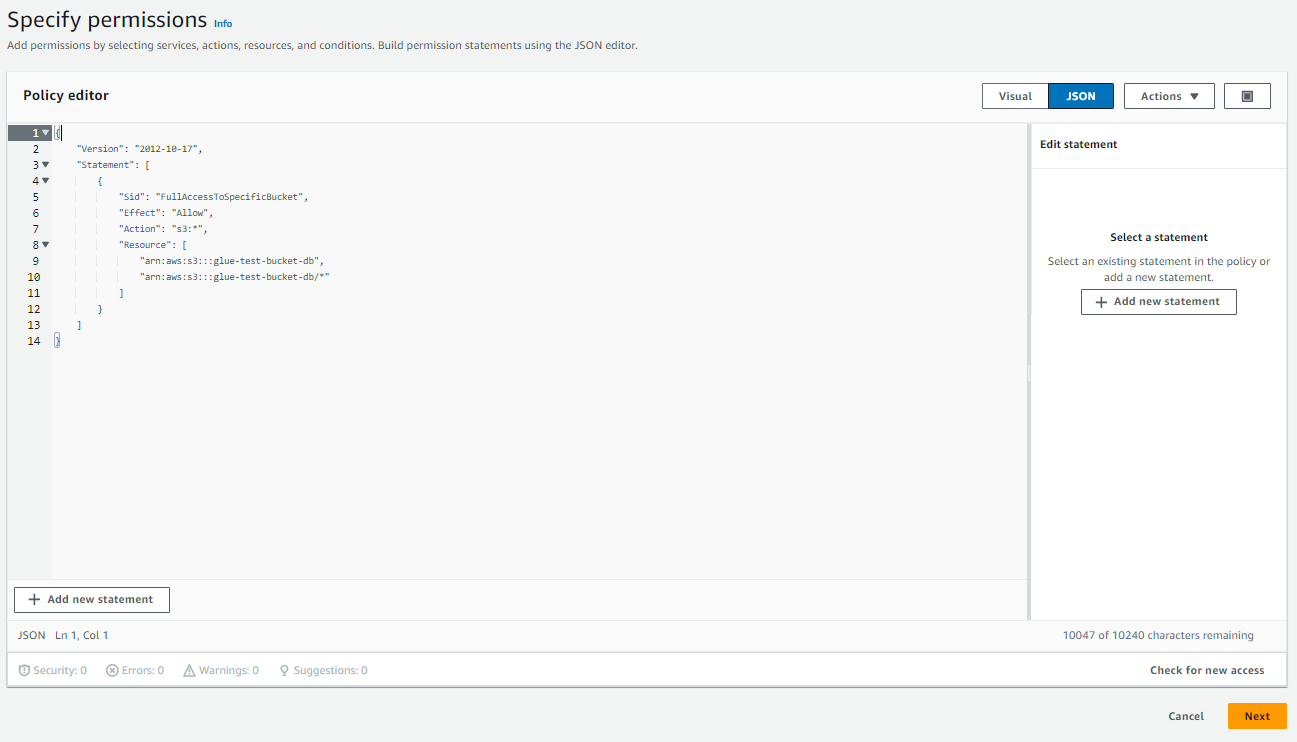 Specify permissions Info
Add permissions by selecting services, actions, resources, and conditions. Build permission statements using the JSON editor.
Policy editor
Visual JSON Actions
1 {
2 "Version": "2012-10-17",
3 "Statement": [
4 {
5 "Sid": "FullAccessToSpecificBucket",
6 "Effect": "Allow",
7 "Action": "s3:*",
8 "Resource": [
9 "arn:aws:s3:::glue-test-bucket-db",
10 "arn:aws:s3:::glue-test-bucket-db/*"
11 ]
12 }
13 ]
14 }
Edit statement
Select a statement
Select an existing statement in the policy or
add a new statement.
+ Add new statement
+ Add new statement
JSON Ln 1, Col 1
10047 of 10240 characters remaining
Security: 0 Errors: 0 Warnings: 0 Suggestions: 0
Check for new access
Cancel Next